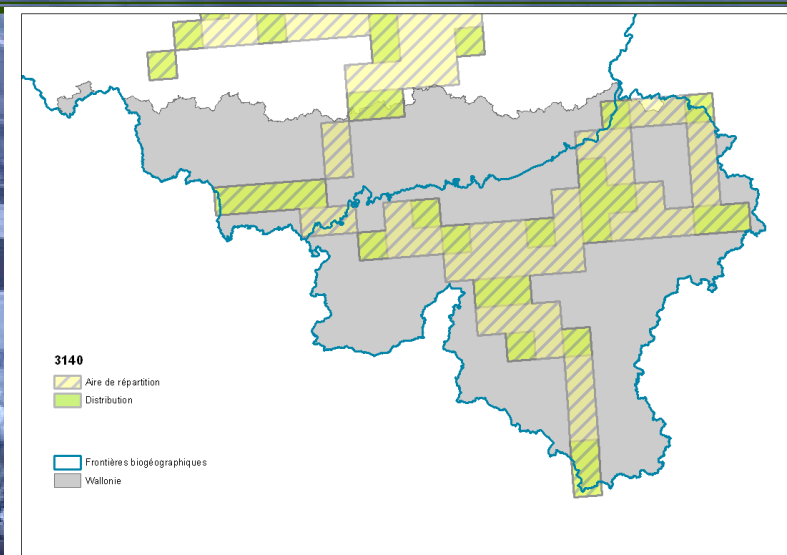 3140
Aire de répartition
Distribution
Frontières biogéographiques
Wallonie